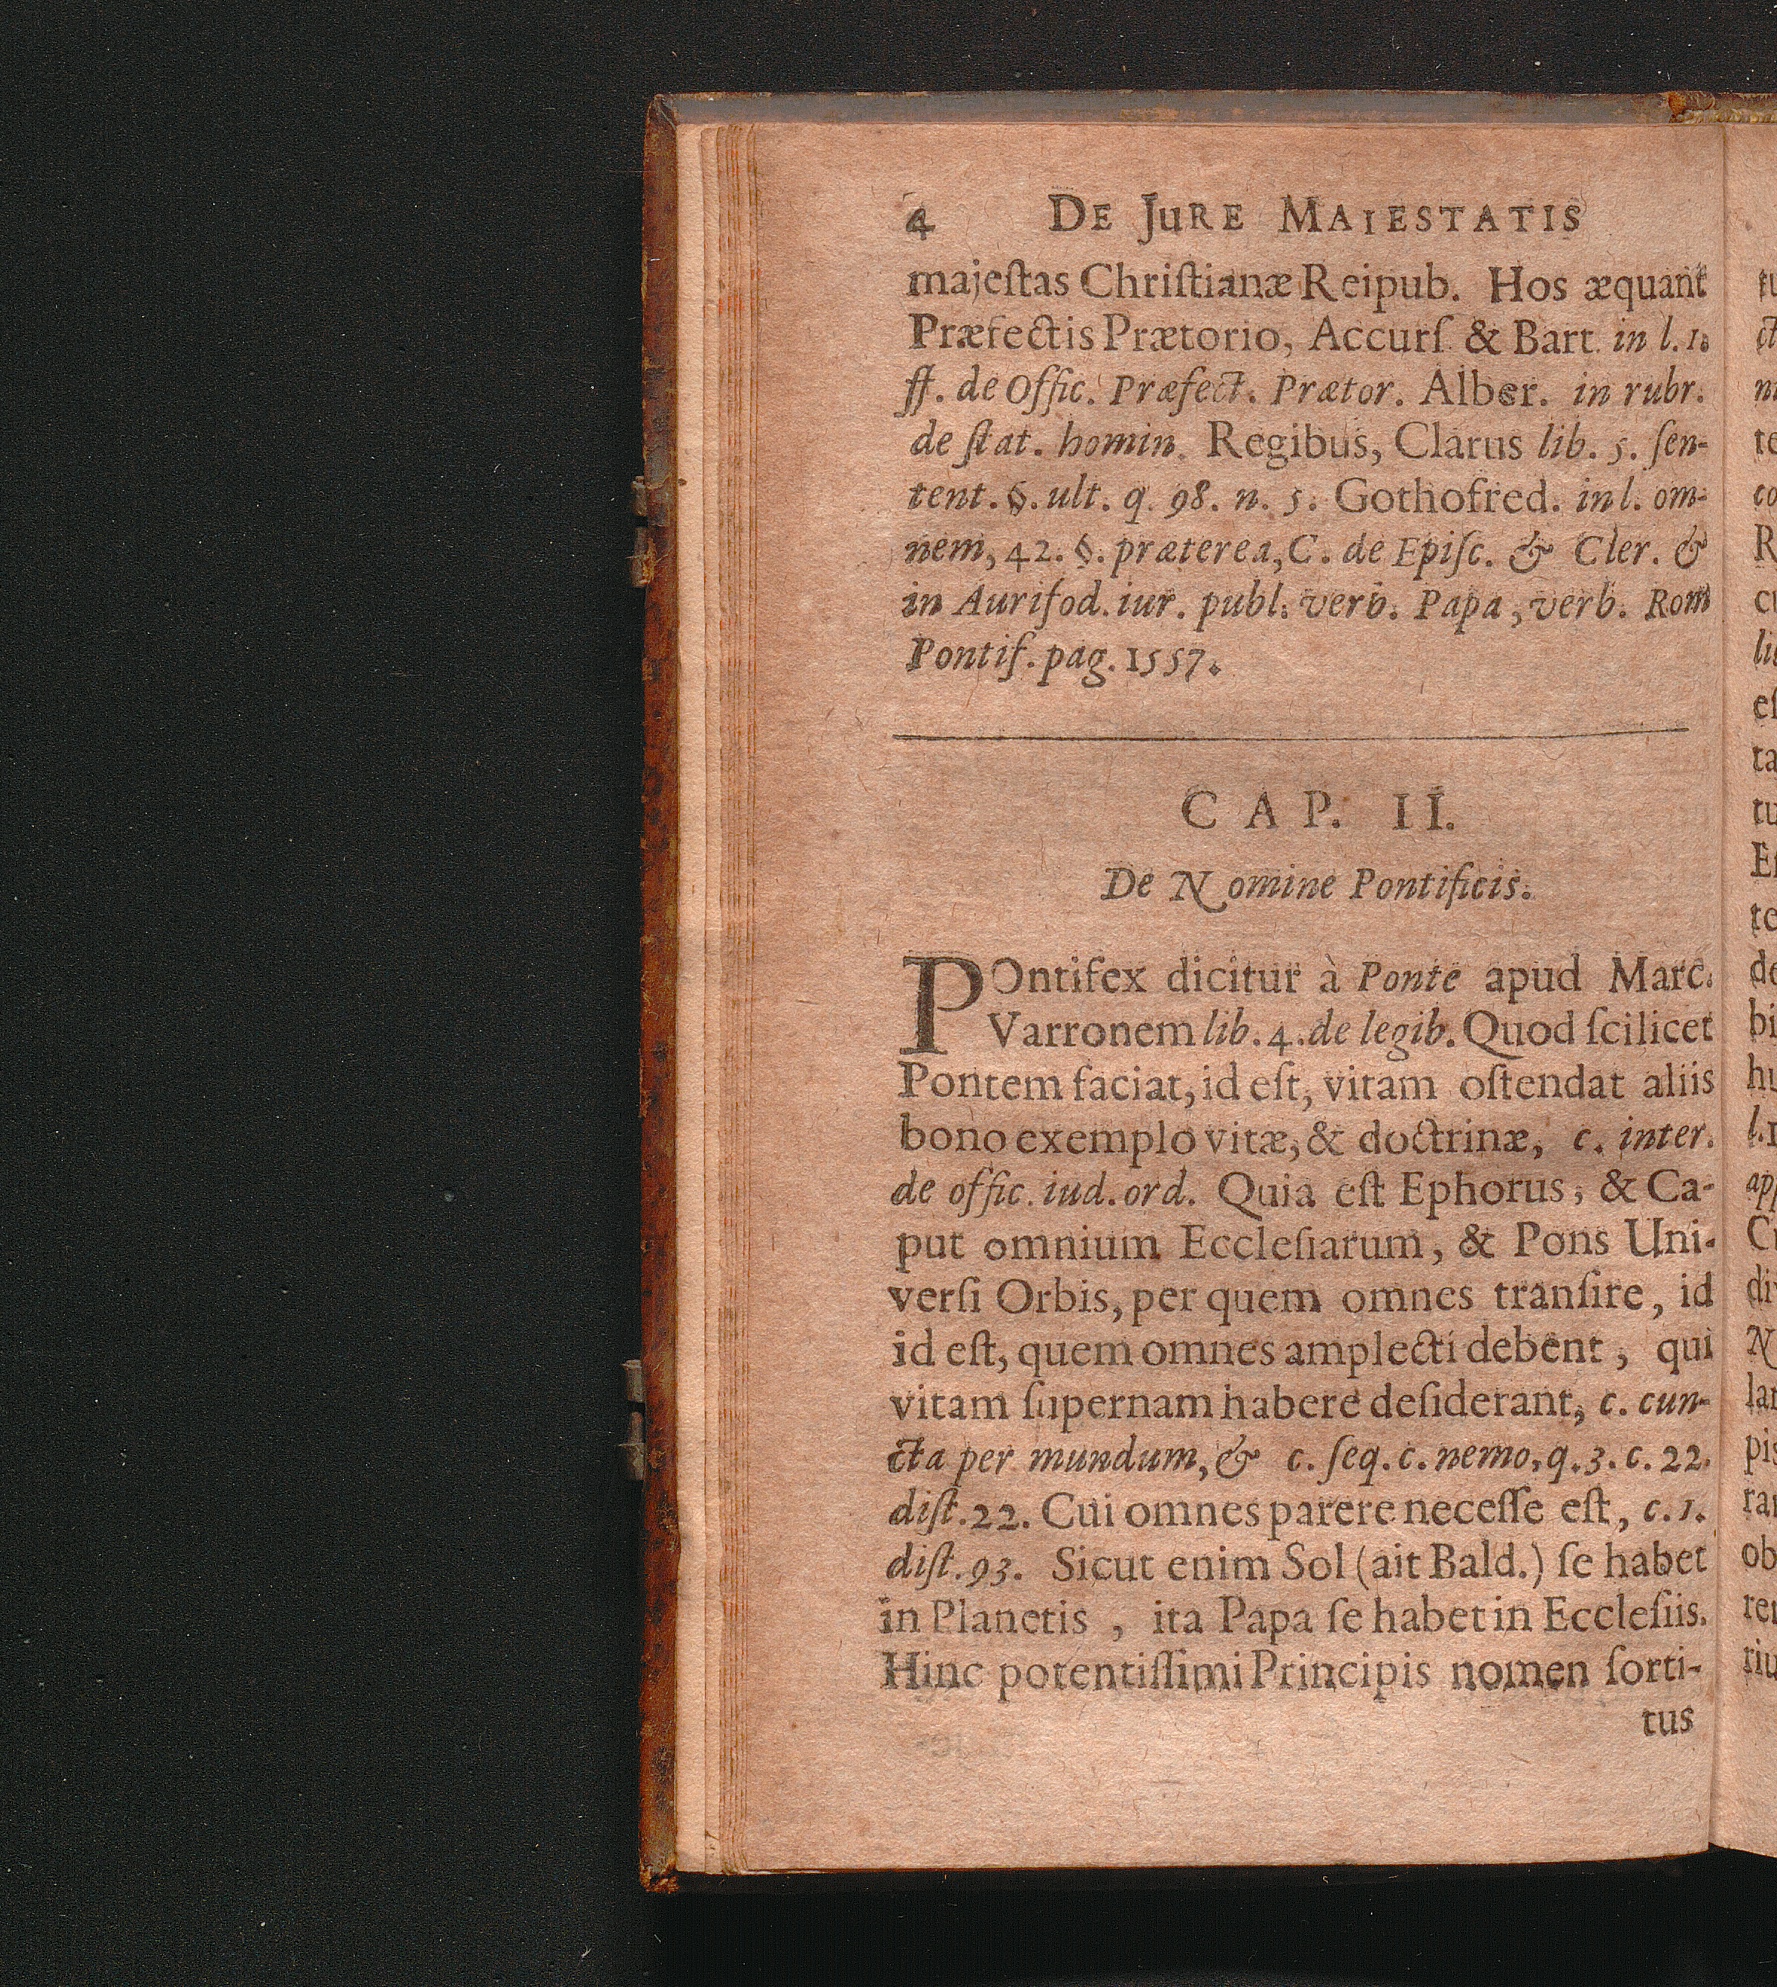 4 DE JuRE MAIESTATIS
majeſtas Chriſtianæ Reipub. Hos æquant
Præfectis Prætorio, Accurſ & Bart. in l. 1.
ff. de Offic. Præfect. Prætor. Alber. in rubr.
de ſtat. homin. Regibus, Clarus lib. 5. ſen-
tent. §. ult. q. 98. n. 5. Gothofred. in l. om-
nem, 42. §. præterea, C. de Epiſc. & Cler. &
in Aurifod. iur. publ. verb. Papa, verb. Rom
Pontif. pag. 1557.
CAP. II.
De Nomine Pontificis.
POntifex dicitur à Ponte apud Marc.
Varronem lib. 4. de legib. Quod ſcilicet
Pontem faciat, id eſt, vitam oſtendat aliis
bono exemplo vitæ, & doctrinæ, c. inter.
de offic. iud. ord. Quia eſt Ephorus, & Ca-
put omnium Eccleſiarum, & Pons Uni-
verſi Orbis, per quem omnes tranſire, id
id eſt, quem omnes amplecti debent, qui
vitam ſupernam habere deſiderant, c. cun-
cta per mundum, & c. ſeq. c. nemo, q. 3. c. 22.
diſt. 22. Cui omnes parere neceſſe eſt, c. 1.
diſt. 93. Sicut enim Sol (ait Bald.) ſe habet
in Planetis, ita Papa ſe habet in Eccleſiis.
Hinc potentiſſimi Principis nomen ſorti-
tus